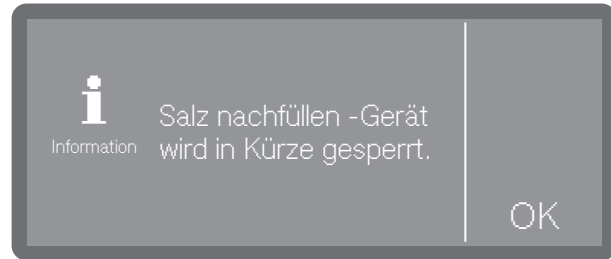 Information
Salz nachfüllen -Gerät
wird in Kürze gesperrt.
OK